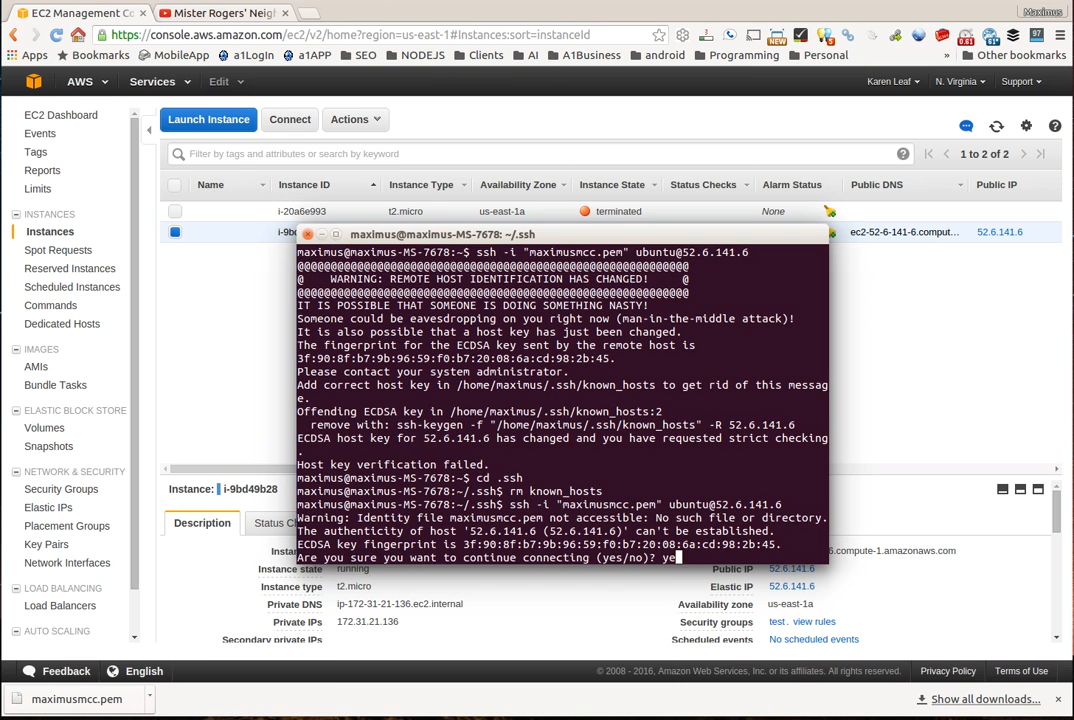 EC2 Management Co
Mister Rogers' Neigh
Maximus
https://console.aws.amazon.com/ec2/v2/home?region=us-east-1#Instances:sort=instanceId
NEW
5
0.61
61°
97
Apps
Bookmarks
MobileApp
a1LogIn
a1APP
SEO
NODEJS
Clients
AI
A1Business
android
Programming
Personal
»
Other bookmarks
AWS
Services
Edit
Karen Leaf
N. Virginia
Support
EC2 Dashboard
Events
Tags
Reports
Limits
INSTANCES
Instances
Spot Requests
Reserved Instances
Scheduled Instances
Commands
Dedicated Hosts
IMAGES
AMIs
Bundle Tasks
ELASTIC BLOCK STORE
Volumes
Snapshots
NETWORK & SECURITY
Security Groups
Elastic IPs
Placement Groups
Key Pairs
Network Interfaces
LOAD BALANCING
Load Balancers
AUTO SCALING
Launch Instance
Connect
Actions
Filter by tags and attributes or search by keyword
1 to 2 of 2
Name
Instance ID
Instance Type
Availability Zone
Instance State
Status Checks
Alarm Status
Public DNS
Public IP
i-20a6e993
t2.micro
us-east-1a
terminated
None
i-9bd
ec2-52-6-141-6.comput...
52.6.141.6
maximus@maximus-MS-7678: ~/.ssh
maximus@maximus-MS-7678:~$ ssh -i "maximusmcc.pem" ubuntu@52.6.141.6
@@@@@@@@@@@@@@@@@@@@@@@@@@@@@@@@@@@@@@@@@@@@@@@@@@@@@@@@@@@
@    WARNING: REMOTE HOST IDENTIFICATION HAS CHANGED!     @
@@@@@@@@@@@@@@@@@@@@@@@@@@@@@@@@@@@@@@@@@@@@@@@@@@@@@@@@@@@
IT IS POSSIBLE THAT SOMEONE IS DOING SOMETHING NASTY!
Someone could be eavesdropping on you right now (man-in-the-middle attack)!
It is also possible that a host key has just been changed.
The fingerprint for the ECDSA key sent by the remote host is
3f:90:8f:b7:9b:96:59:f0:b7:20:08:6a:cd:98:2b:45.
Please contact your system administrator.
Add correct host key in /home/maximus/.ssh/known_hosts to get rid of this messag
e.
Offending ECDSA key in /home/maximus/.ssh/known_hosts:2
remove with: ssh-keygen -f "/home/maximus/.ssh/known_hosts" -R 52.6.141.6
ECDSA host key for 52.6.141.6 has changed and you have requested strict checking
.
Host key verification failed.
maximus@maximus-MS-7678:~$ cd .ssh
maximus@maximus-MS-7678:~/.ssh$ rm known_hosts
maximus@maximus-MS-7678:~/.ssh$ ssh -i "maximusmcc.pem" ubuntu@52.6.141.6
Warning: Identity file maximusmcc.pem not accessible: No such file or directory.
The authenticity of host '52.6.141.6 (52.6.141.6)' can't be established.
ECDSA key fingerprint is 3f:90:8f:b7:9b:96:59:f0:b7:20:08:6a:cd:98:2b:45.
Are you sure you want to continue connecting (yes/no)? ye
Instance:
i-9bd49b28
Description
Status C
Insta
compute-1.amazonaws.com
Instance state
running
Public IP
52.6.141.6
Instance type
t2.micro
Elastic IP
52.6.141.6
Private DNS
ip-172-31-21-136.ec2.internal
Availability zone
us-east-1a
Private IPs
172.31.21.136
Security groups
test. view rules
Secondary private IPs
Scheduled events
No scheduled events
Feedback
English
© 2008 - 2016, Amazon Web Services, Inc. or its affiliates. All rights reserved.
Privacy Policy
Terms of Use
maximusmcc.pem
Show all downloads...